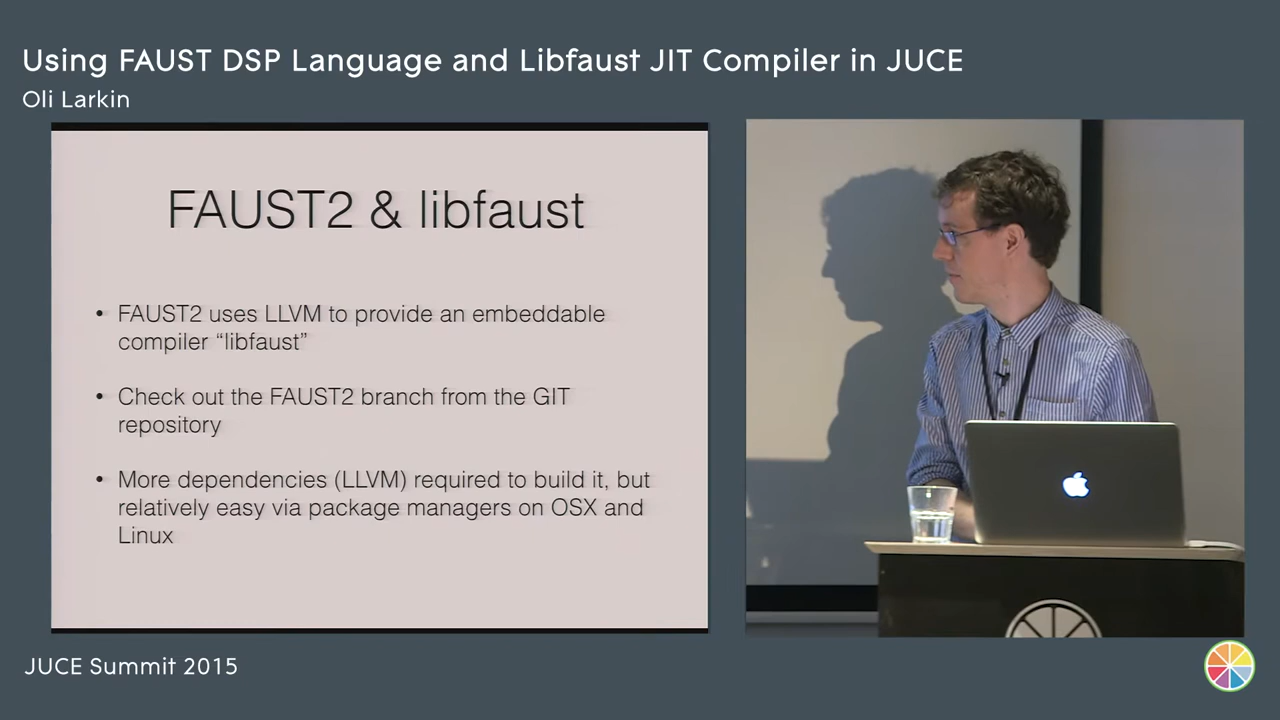 Using FAUST DSP Language and Libfaust JIT Compiler in JUCE
Oli Larkin
FAUST2 & libfaust
• FAUST2 uses LLVM to provide an embeddable
compiler “libfaust”
• Check out the FAUST2 branch from the GIT
repository
• More dependencies (LLVM) required to build it, but
relatively easy via package managers on OSX and
Linux
JUCE Summit 2015